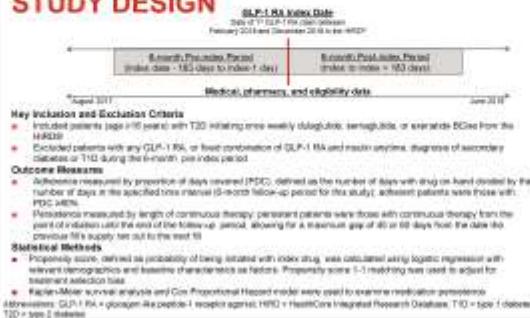 STUDY DESIGN
GLP-1 RA Index Date
Date of 1st GLP-1 RA claim between
February 2018 and December 2018 in the HIRD®
6-month Pre-index Period
(index date - 183 days to index-1 day)
6-month Post-index Period
(index to index + 183 days)
Medical, pharmacy, and eligibility data
August 2017
June 2019
Key Inclusion and Exclusion Criteria
Included patients (age ≥18 years) with T2D initiating once weekly dulaglutide, semaglutide, or exenatide BCise from the
HIRD®
Excluded patients with any GLP-1 RA, or fixed combination of GLP-1 RA and insulin anytime, diagnosis of secondary
diabetes or T1D during the 6-month pre index period
Outcome Measures
Adherence measured by proportion of days covered (PDC), defined as the number of days with drug on-hand divided by the
number of days in the specified time interval (6-month follow-up period for this study); adherent patients were those with
PDC ≥80%
Persistence measured by length of continuous therapy; persistent patients were those with continuous therapy from the
point of initiation until the end of the follow-up period, allowing for a maximum gap of 45 or 60 days from the date the
previous fill's supply ran out to the next fill
Statistical Methods
Propensity score, defined as probability of being initiated with index drug, was calculated using logistic regression with
relevant demographics and baseline characteristics as factors. Propensity score 1:1 matching was used to adjust for
treatment selection bias
Kaplan-Meier survival analysis and Cox Proportional Hazard model were used to examine medication persistence
Abbreviations: GLP-1 RA = glucagon-like peptide-1 receptor agonist; HIRD = HealthCore Integrated Research Database; T1D = type 1 diabetes;
T2D = type 2 diabetes